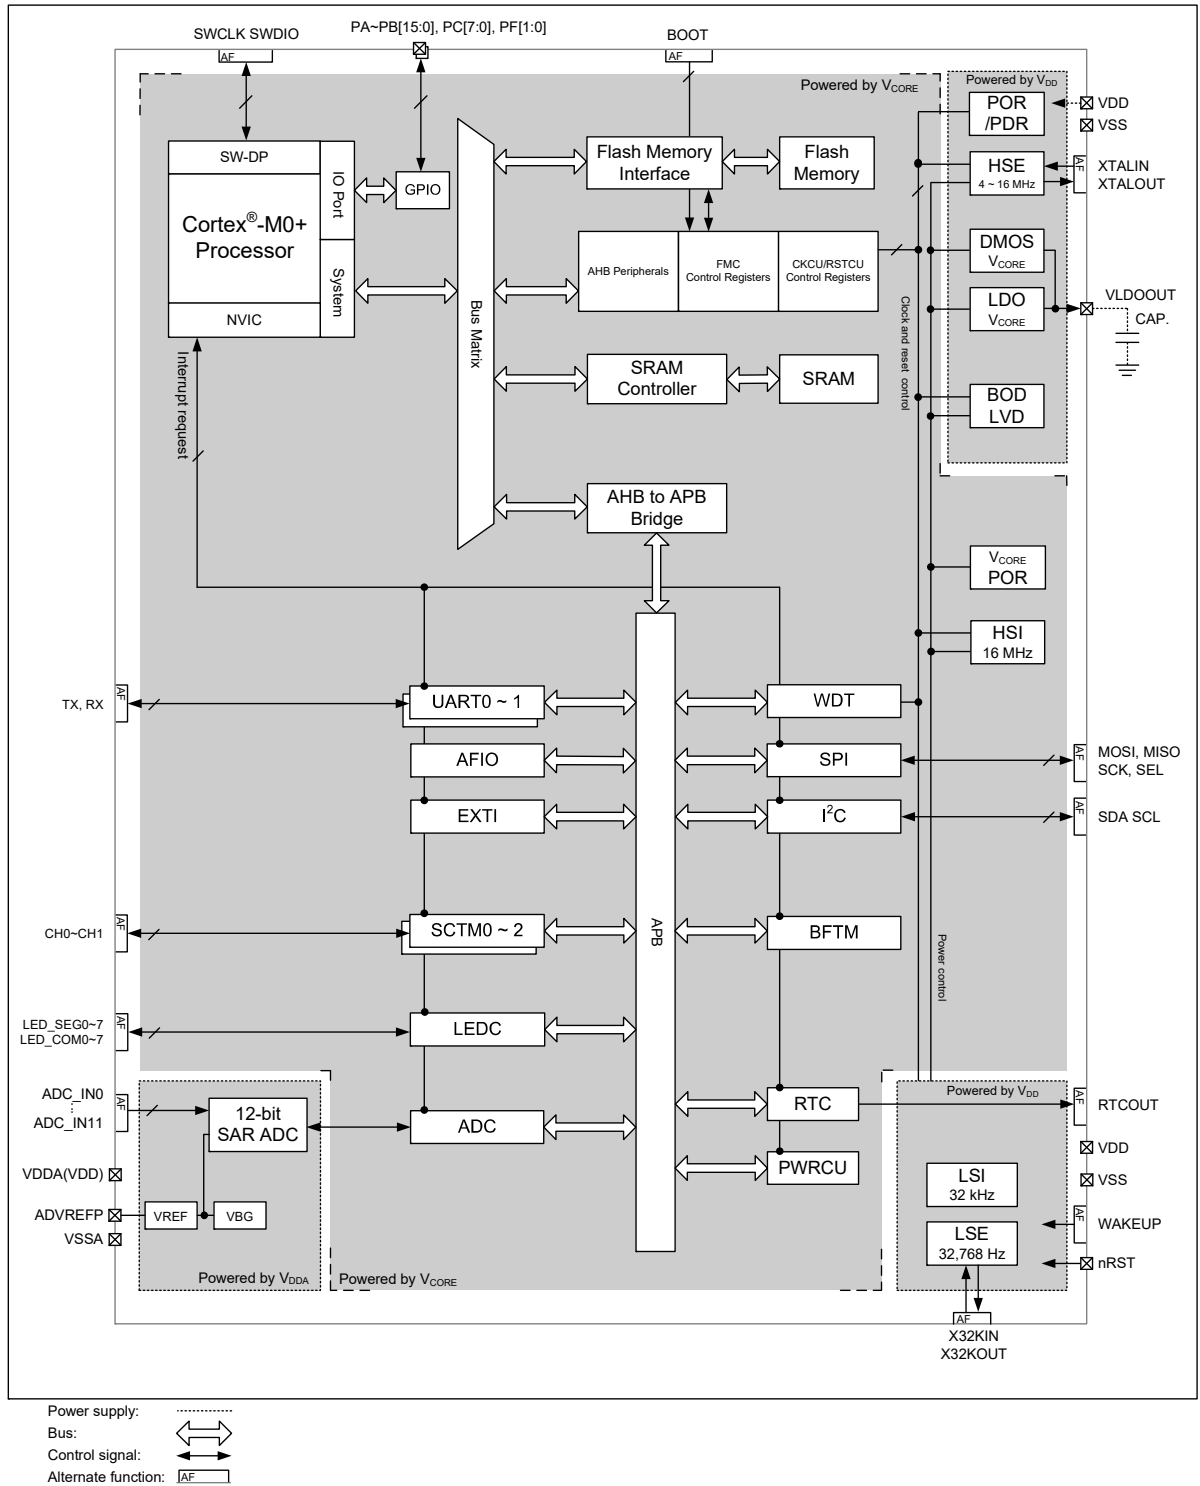 SWCLK SWDIO
PA~PB[15:0], PC[7:0], PF[1:0]
BOOT
AF
AF
Powered by VCORE
Powered by VDD
POR
/PDR
VDD
VSS
SW-DP
IO Port
GPIO
Flash Memory
Interface
Flash
Memory
HSE
4 ~ 16 MHz
AF
XTALIN
XTALOUT
Cortex®-M0+
Processor
System
NVIC
Bus Matrix
AHB Peripherals
FMC
Control Registers
CKCU/RSTCU
Control Registers
DMOS
VCORE
LDO
VCORE
VLDOOUT
CAP.
Clock and reset control
Interrupt request
SRAM
Controller
SRAM
BOD
LVD
AHB to APB
Bridge
VCORE
POR
HSI
16 MHz
TX, RX
AF
UART0 ~ 1
WDT
AFIO
SPI
AF
MOSI, MISO
SCK, SEL
EXTI
I2C
AF
SDA SCL
APB
CH0~CH1
AF
SCTM0 ~ 2
BFTM
Power control
LED_SEG0~7
LED_COM0~7
AF
LEDC
ADC_IN0
ADC_IN11
AF
12-bit
SAR ADC
ADC
RTC
Powered by VDD
AF
RTCOUT
VDD
VDDA(VDD)
PWRCU
LSI
32 kHz
VSS
ADVREFP
VREF
VBG
AF
WAKEUP
VSSA
LSE
32,768 Hz
nRST
Powered by VDDA
Powered by VCORE
AF
X32KIN
X32KOUT
Power supply:
Bus:
Control signal:
Alternate function:
AF